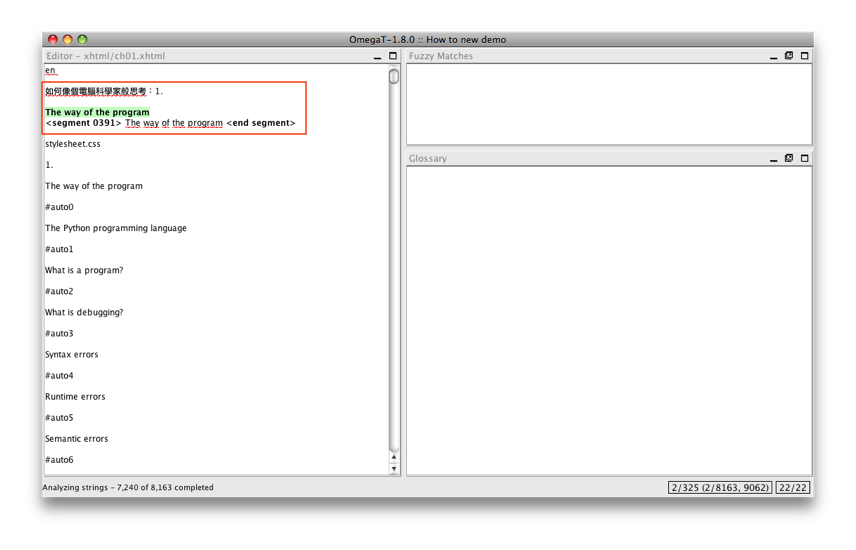 OmegaT-1.8.0 :: How to new demo
Editor – xhtml/ch01.xhtml
en
如何像個電腦科學家般思考：1.
The way of the program
<segment 0391> The way of the program <end segment>
stylesheet.css
1.
The way of the program
#auto0
The Python programming language
#auto1
What is a program?
#auto2
What is debugging?
#auto3
Syntax errors
#auto4
Runtime errors
#auto5
Semantic errors
#auto6
Fuzzy Matches
Glossary
Analyzing strings – 7,240 of 8,163 completed
2/325 (2/8163, 9062)
22/22